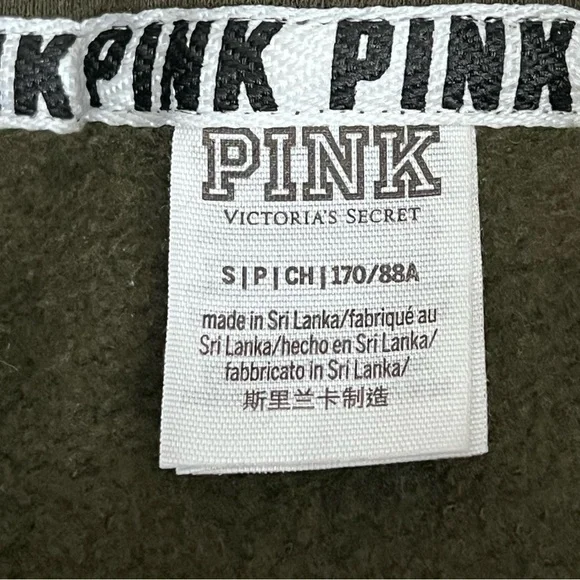 NK PINK PINK
PINK
VICTORIA'S SECRET
S|P|CH|170/88A
made in Sri Lanka/fabriqué au
Sri Lanka/hecho en Sri Lanka/
fabbricato in Sri Lanka/
斯里兰卡制造